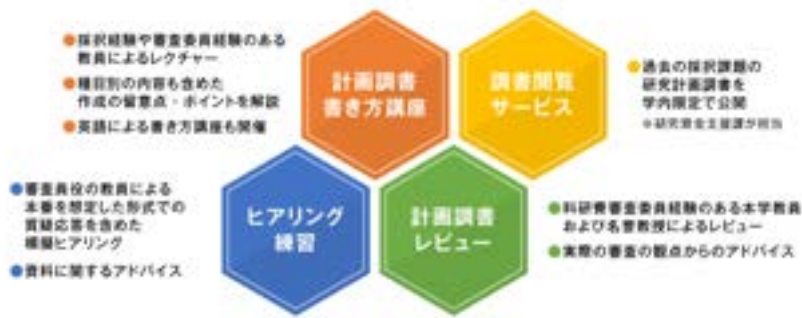 ●採択経験や審査委員経験のある
教員によるレクチャー
●種目別の内容も含めた
作成の留意点・ポイントを解説
●英語による書き方講座も開催
計画調書
書き方講座
調書閲覧
サービス
●過去の採択課題の
研究計画調書を
学内限定で公開
※研究資金支援課が担当
●審査員役の教員による
本番を想定した形式での
質疑応答を含めた
模擬ヒアリング
●資料に関するアドバイス
ヒアリング
練習
計画調書
レビュー
●科研費審査委員経験のある本学教員
および名誉教授によるレビュー
●実際の審査の観点からのアドバイス